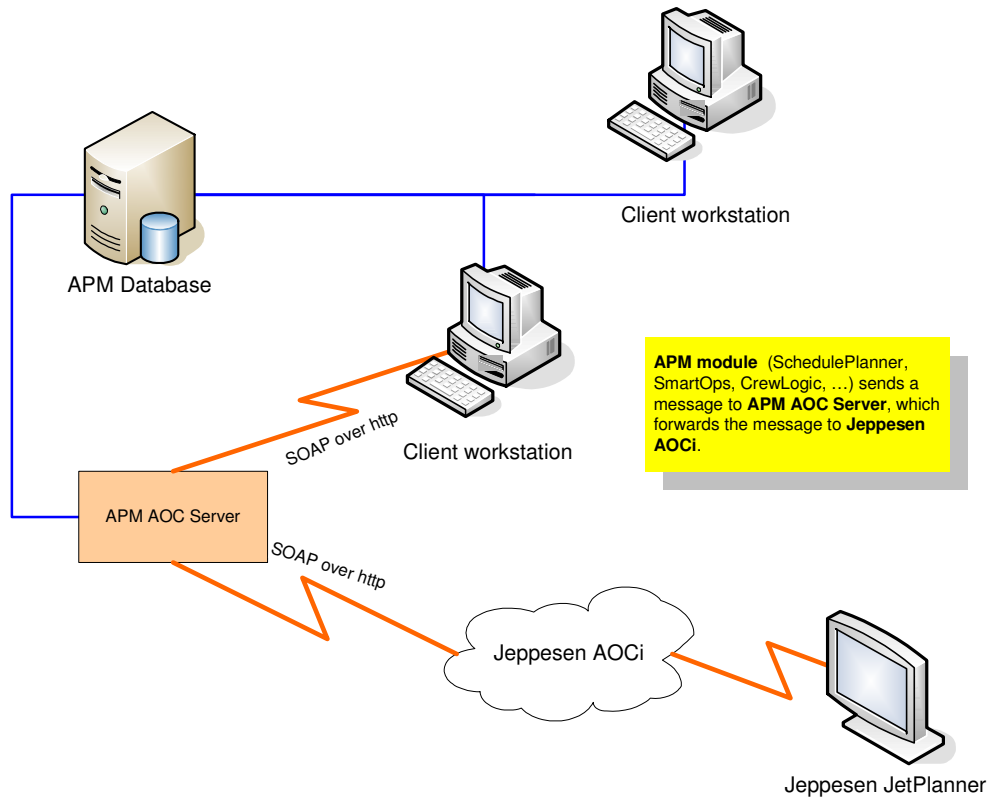 Client workstation
APM Database
APM module (SchedulePlanner,
SmartOps, CrewLogic, …) sends a
message to APM AOC Server, which
forwards the message to Jeppesen
AOCi.
SOAP over http
Client workstation
APM AOC Server
SOAP over http
Jeppesen AOCi
Jeppesen JetPlanner